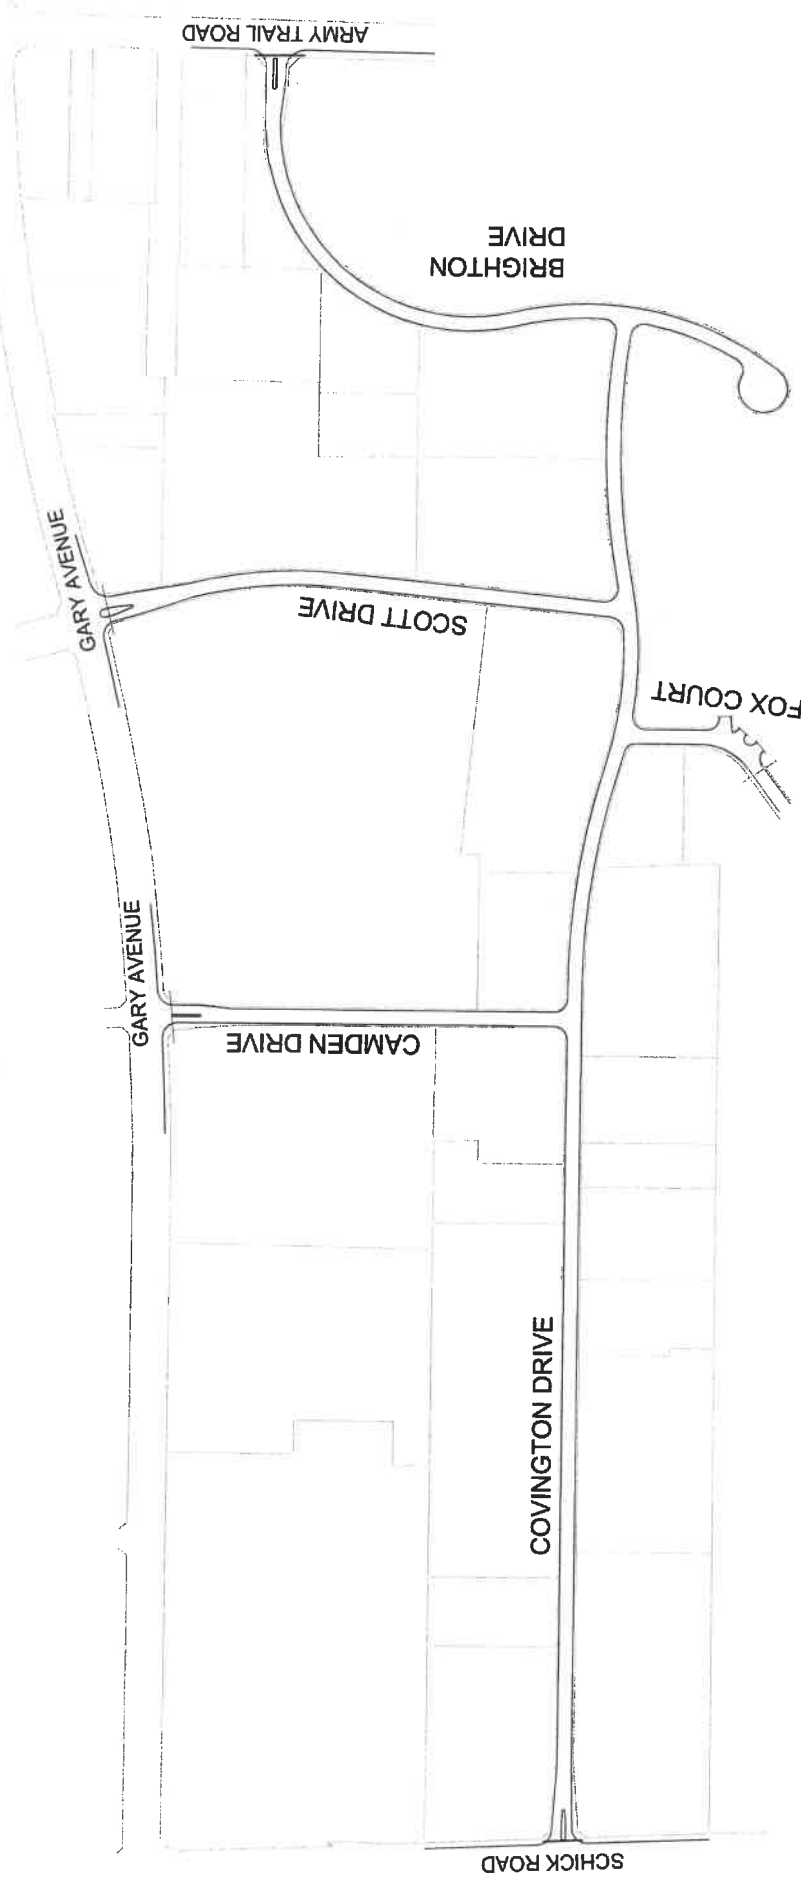 ARMY TRAIL ROAD
BRIGHTON
DRIVE
GARY AVENUE
SCOTT DRIVE
FOX COURT
GARY AVENUE
CAMDEN DRIVE
COVINGTON DRIVE
SCHICK ROAD